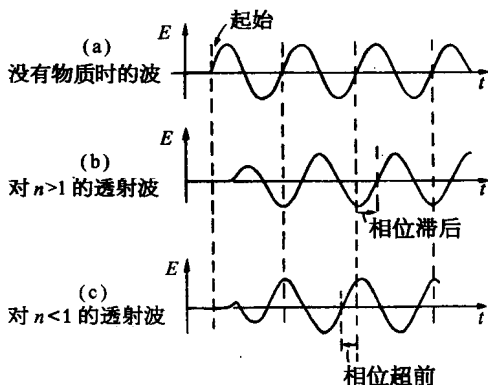 E
起始
(a)
没有物质时的波
t
E
(b)
对 n>1 的透射波
t
相位滞后
E
(c)
对 n<1 的透射波
t
相位超前